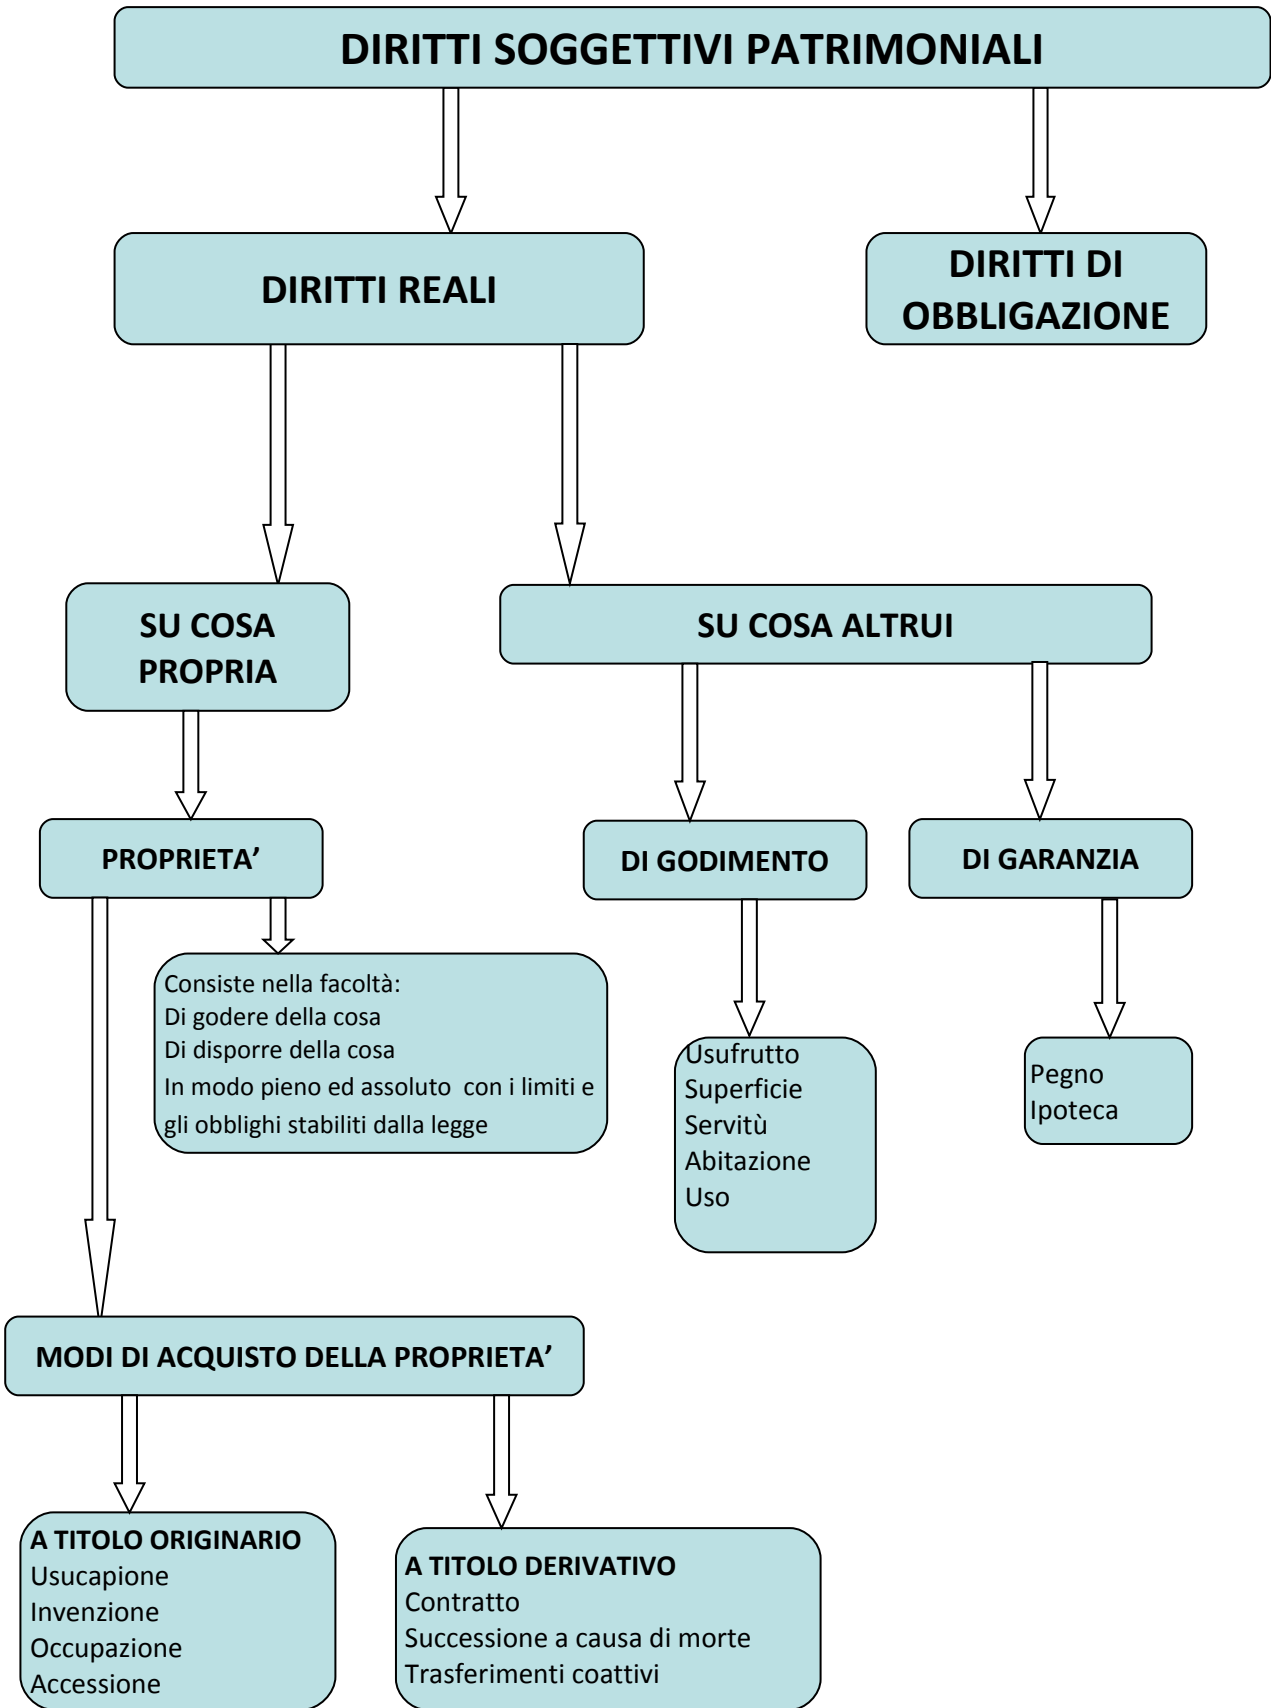 DIRITTI SOGGETTIVI PATRIMONIALI
DIRITTI REALI
DIRITTI DI
OBBLIGAZIONE
SU COSA
PROPRIA
SU COSA ALTRUI
PROPRIETA’
DI GODIMENTO
DI GARANZIA
Consiste nella facoltà:
Di godere della cosa
Di disporre della cosa
In modo pieno ed assoluto con i limiti e
gli obblighi stabiliti dalla legge
Usufrutto
Superficie
Servitù
Abitazione
Uso
Pegno
Ipoteca
MODI DI ACQUISTO DELLA PROPRIETA’
A TITOLO ORIGINARIO
Usucapione
Invenzione
Occupazione
Accessione
A TITOLO DERIVATIVO
Contratto
Successione a causa di morte
Trasferimenti coattivi